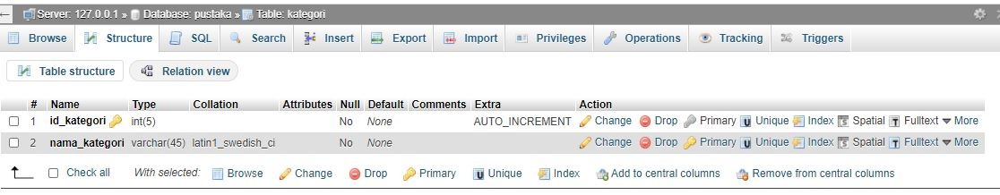 Server: 127.0.0.1 » Database: pustaka » Table: kategori
Browse Structure SQL Search Insert Export Import Privileges Operations Tracking Triggers
Table structure Relation view
# Name Type Collation Attributes Null Default Comments Extra Action
1 id_kategori int(5) No None AUTO_INCREMENT Change Drop Primary Unique Index Spatial Fulltext More
2 nama_kategori varchar(45) latin1_swedish_ci No None Change Drop Primary Unique Index Spatial Fulltext More
Check all With selected: Browse Change Drop Primary Unique Index Add to central columns Remove from central columns